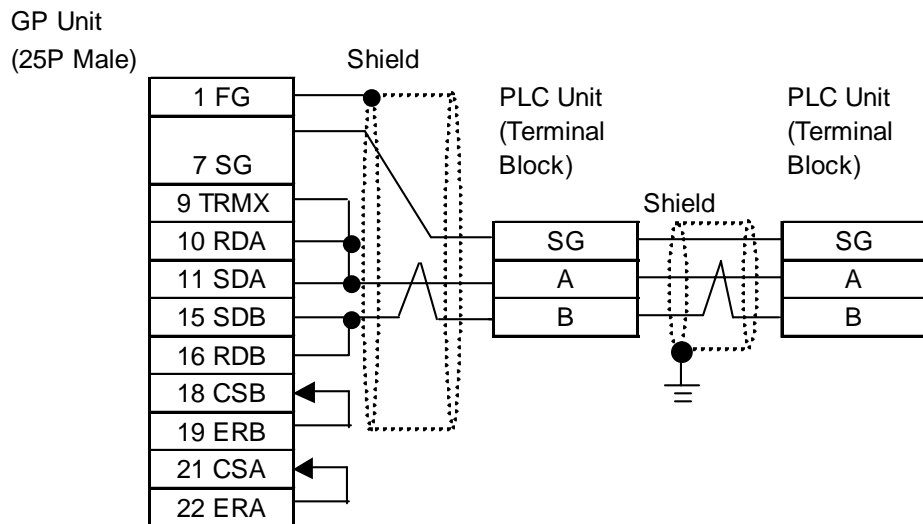 GP Unit
(25P Male)
Shield
1 FG
7 SG
9 TRMX
10 RDA
11 SDA
15 SDB
16 RDB
18 CSB
19 ERB
21 CSA
22 ERA
PLC Unit
(Terminal
Block)
SG
A
B
Shield
PLC Unit
(Terminal
Block)
SG
A
B